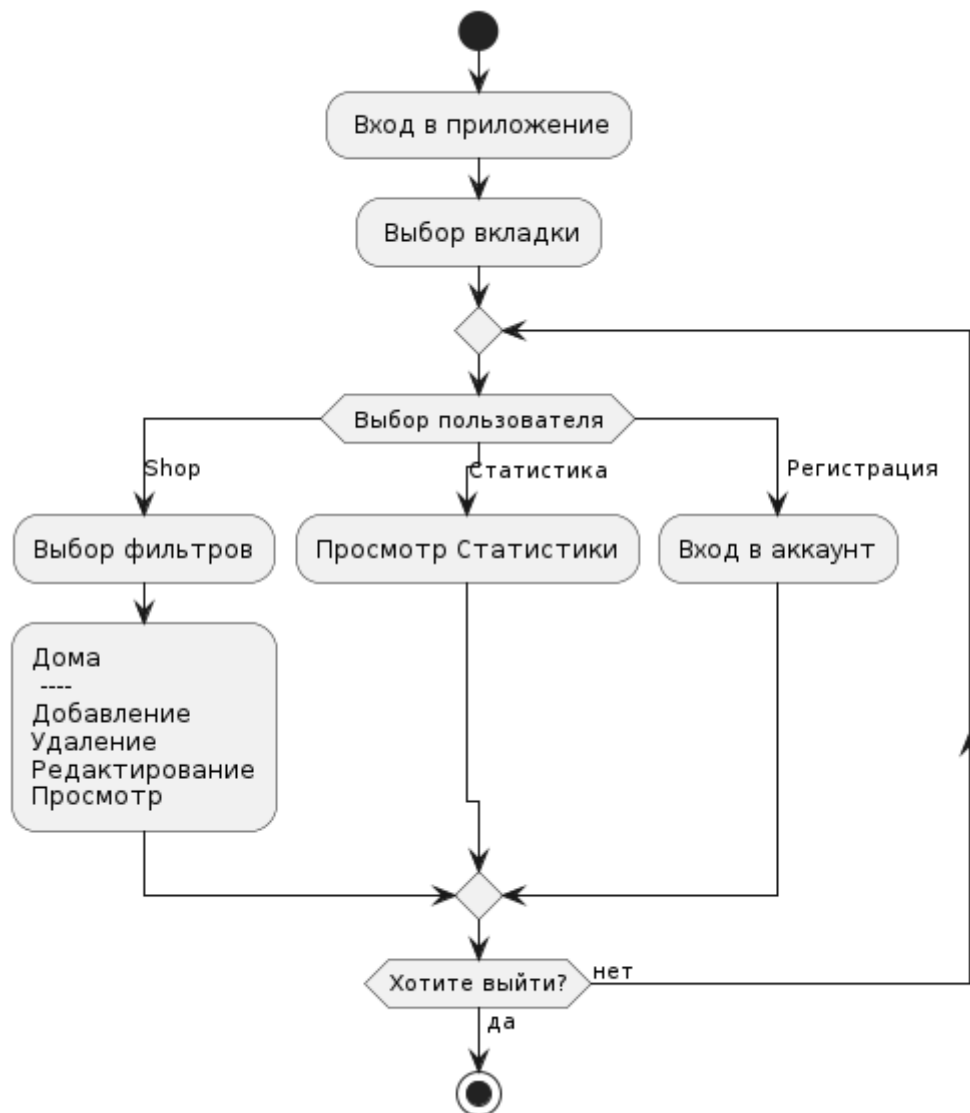 Вход в приложение
Выбор вкладки
Выбор пользователя
Shop
Статистика
Регистрация
Выбор фильтров
Просмотр Статистики
Вход в аккаунт
Дома
----
Добавление
Удаление
Редактирование
Просмотр
Хотите выйти?
нет
да